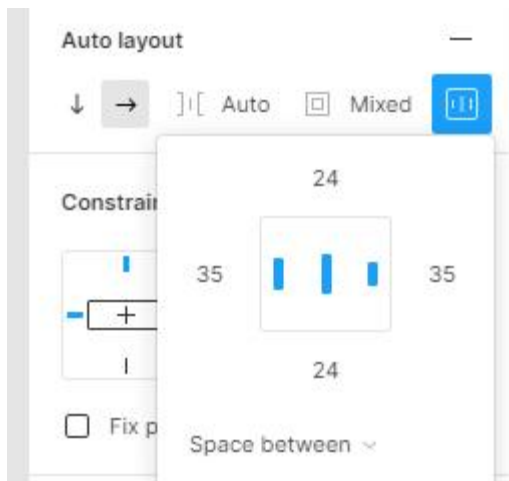 Auto layout
Auto Mixed
Constrai
24
35 35
24
Fix p
Space between